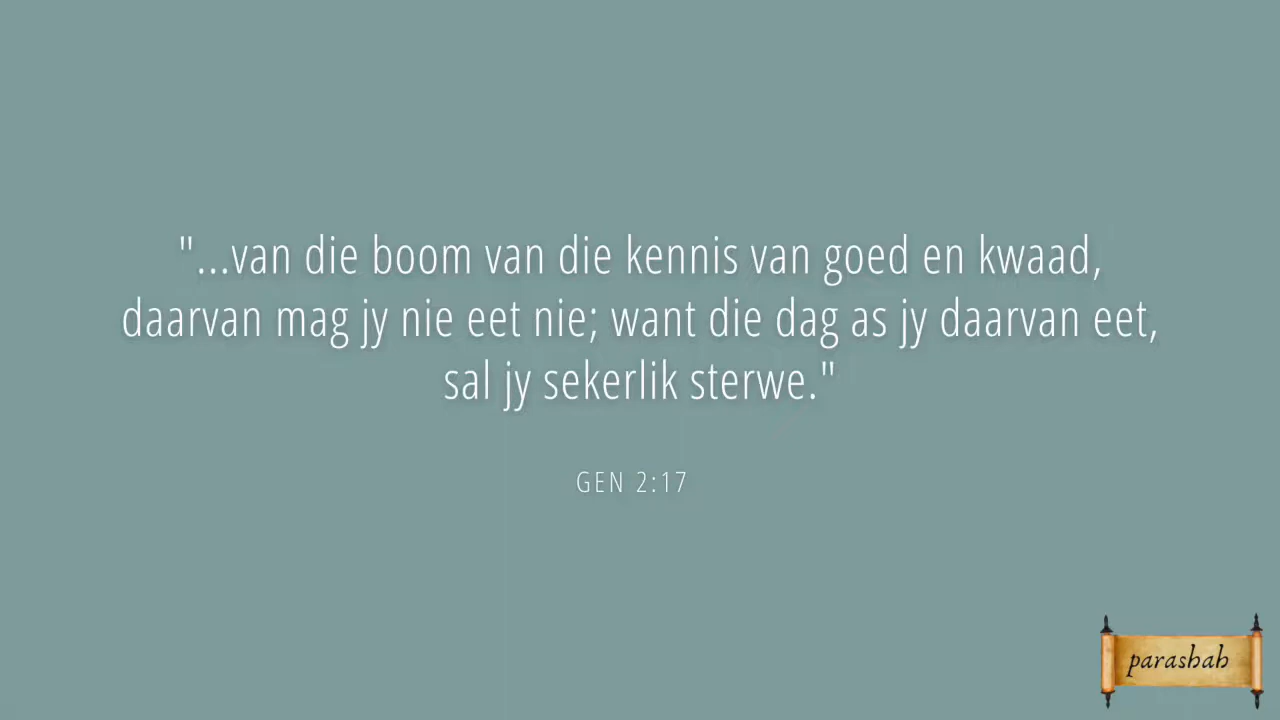 "...van die boom van die kennis van goed en kwaad,
daarvan mag jy nie eet nie; want die dag as jy daarvan eet,
sal jy sekerlik sterwe."
GEN 2:17
parashah